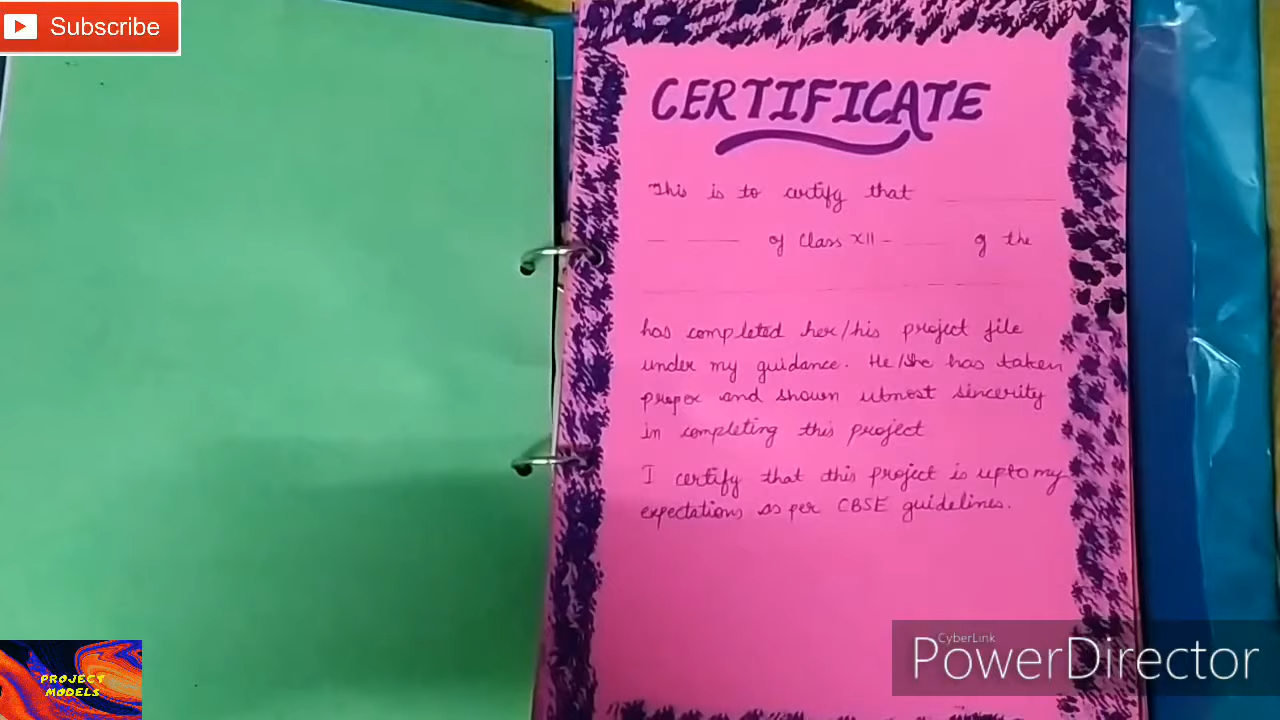 Subscribe
CERTIFICATE
This is to certify that
of Class XII -
of the
has completed her/his project file
under my guidance. He/She has taken
proper and shown utmost sincerity
in completing this project
I certify that this project is upto my
expectations as per CBSE guidelines.
PROJECT
MODELS
CyberLink
PowerDirector